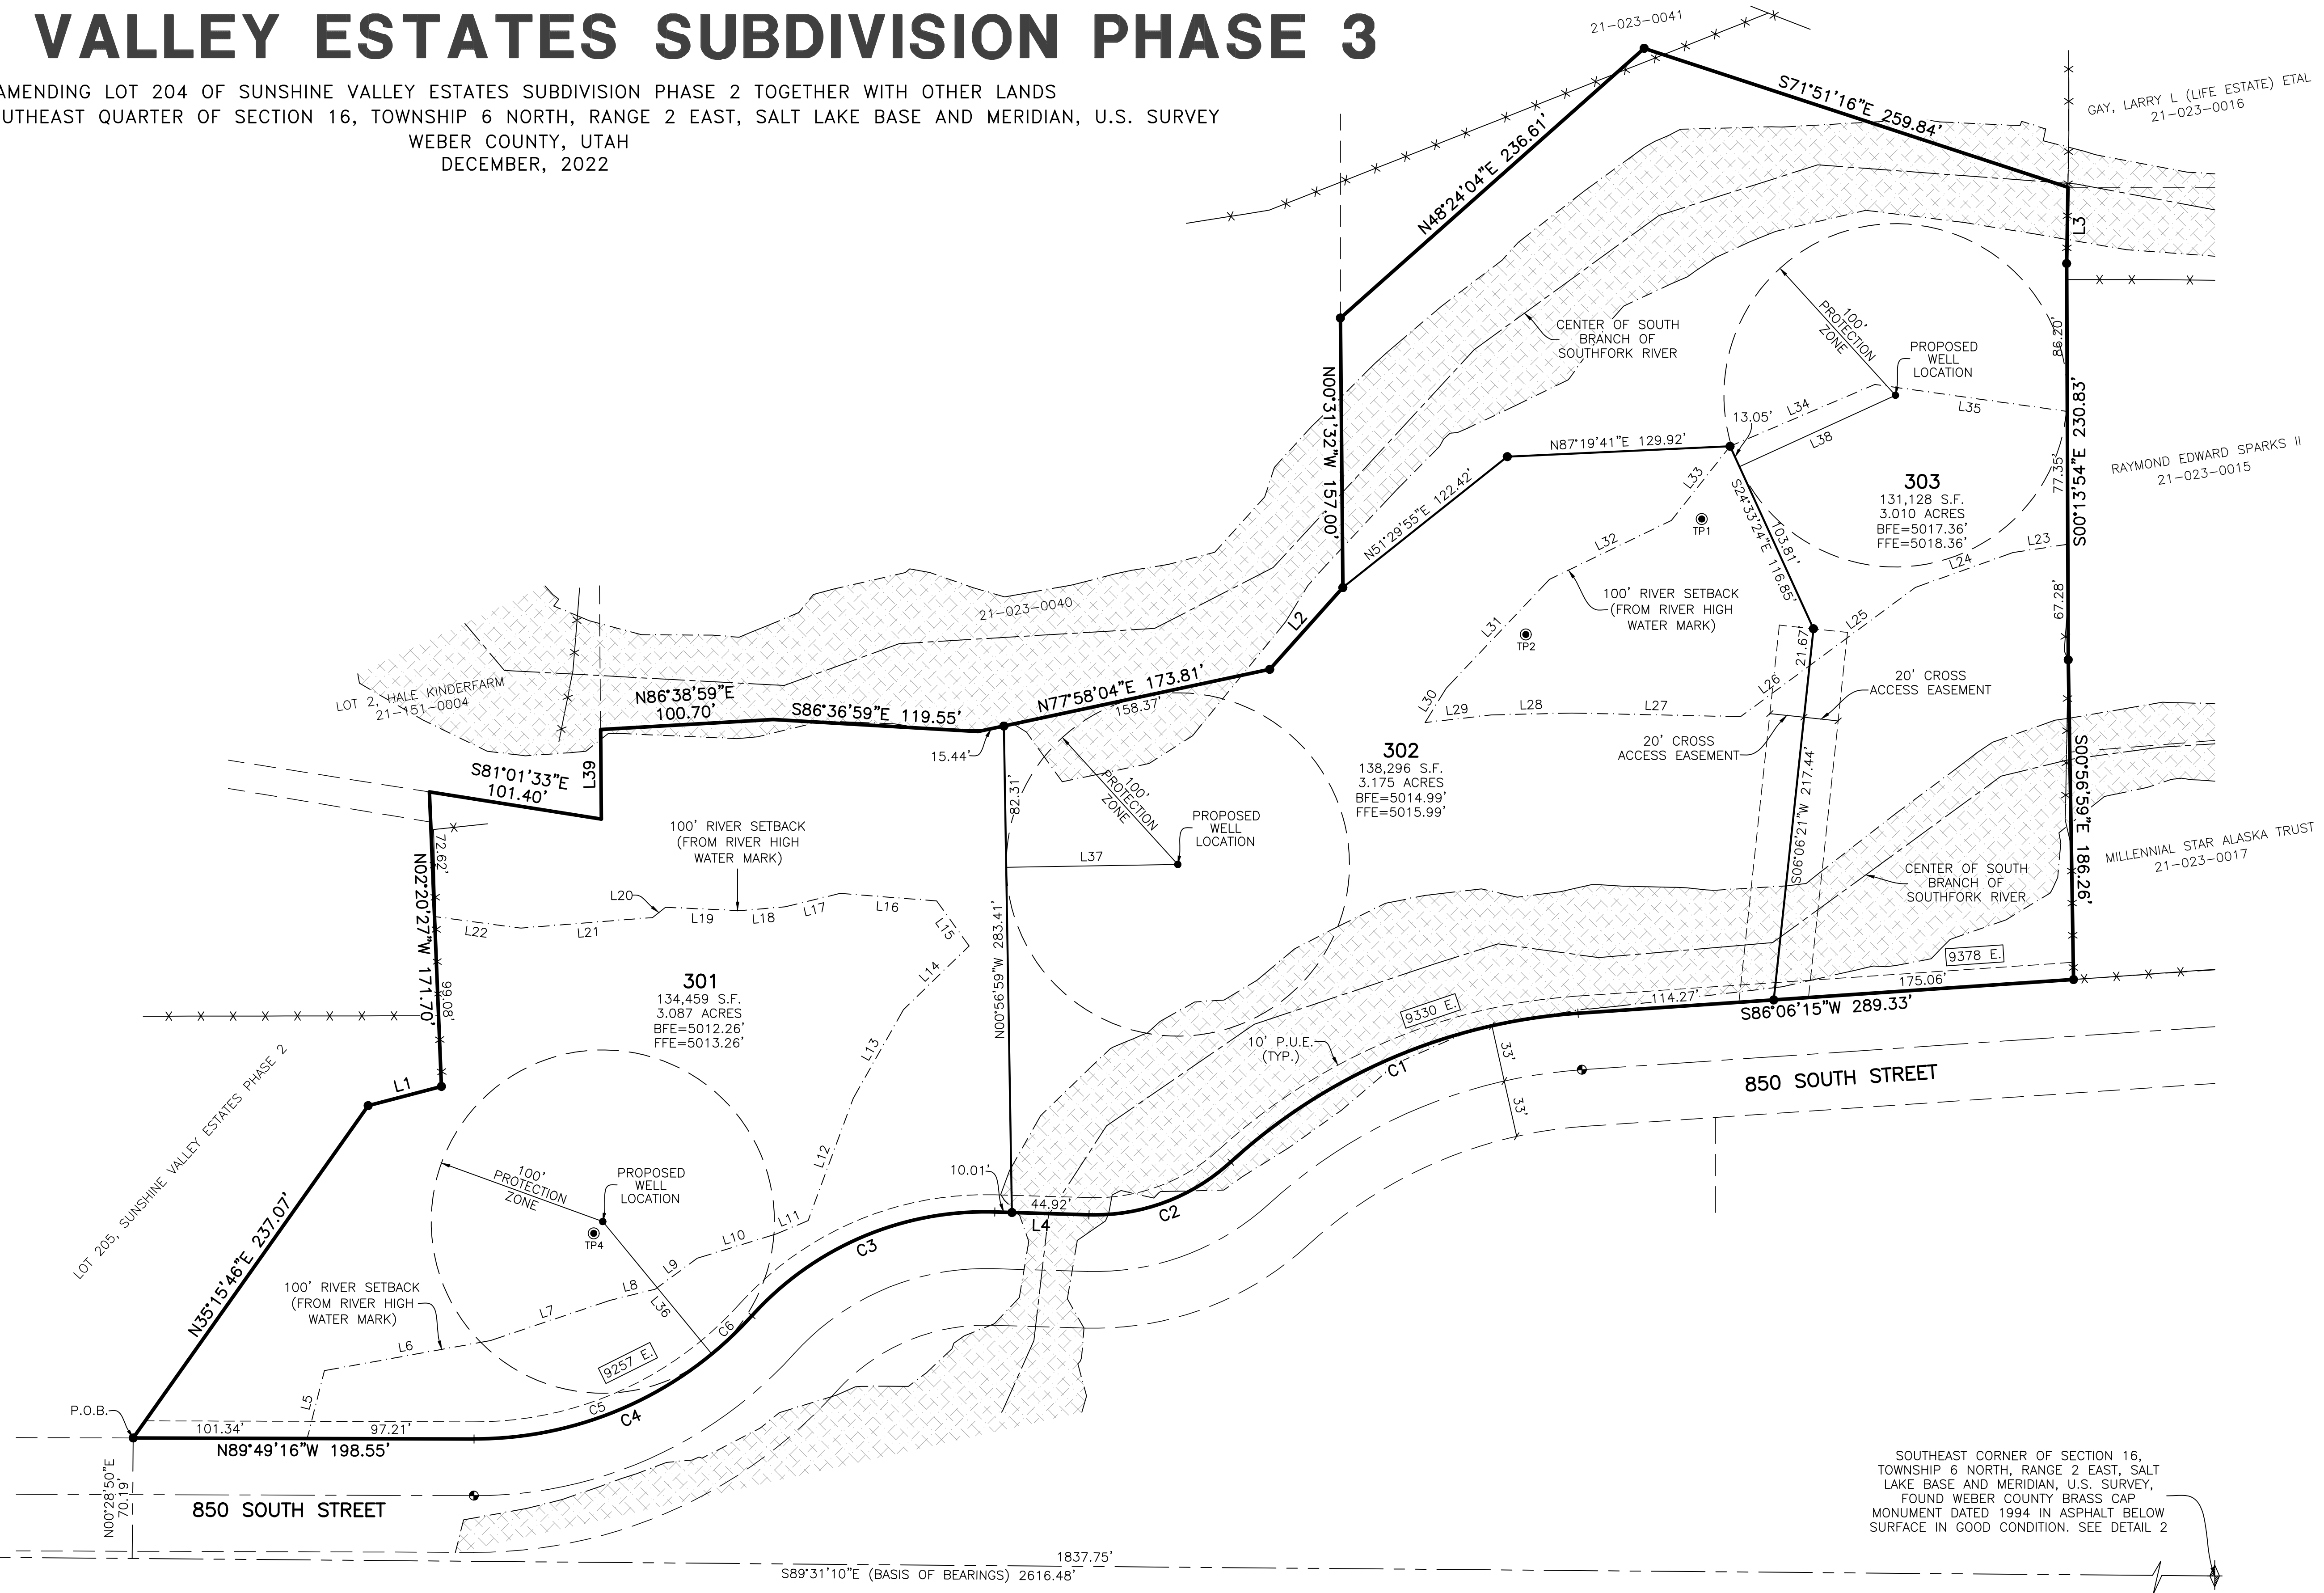 VALLEY ESTATES SUBDIVISION PHASE 3
AMENDING LOT 204 OF SUNSHINE VALLEY ESTATES SUBDIVISION PHASE 2 TOGETHER WITH OTHER LANDS
UTHEAST QUARTER OF SECTION 16, TOWNSHIP 6 NORTH, RANGE 2 EAST, SALT LAKE BASE AND MERIDIAN, U.S. SURVEY
WEBER COUNTY, UTAH
DECEMBER, 2022
21-023-0041
S71°51'16"E 259.84'
GAY, LARRY L (LIFE ESTATE) ETAL
21-023-0016
N48°24'04"E 236.61'
L3
CENTER OF SOUTH
BRANCH OF
SOUTHFORK RIVER
100'
PROTECTION
ZONE
PROPOSED
WELL
LOCATION
86.20'
N00°31'32"W 157.00'
L34
L35
13.05'
L38
N87°19'41"E 129.92'
S00°13'54"E 230.83'
77.35'
RAYMOND EDWARD SPARKS II
21-023-0015
N51°29'55"E 122.42'
L33
S24°33'24"E 116.85'
103.81'
303
131,128 S.F.
3.010 ACRES
BFE=5017.36'
FFE=5018.36'
TP1
L32
L23
L24
67.28'
100' RIVER SETBACK
(FROM RIVER HIGH
WATER MARK)
21-023-0040
L2
L31
TP2
L25
21.67'
L26
20' CROSS
ACCESS EASEMENT
L30
L29
L28
L27
LOT 2, HALE KINDERFARM
21-151-0004
N86°38'59"E
100.70'
S86°36'59"E 119.55'
N77°58'04"E 173.81'
158.37'
15.44'
302
138,296 S.F.
3.175 ACRES
BFE=5014.99'
FFE=5015.99'
20' CROSS
ACCESS EASEMENT
S06°06'21"W 217.44'
S00°56'59"E 186.26'
S81°01'33"E
101.40'
L39
82.31'
100'
PROTECTION
ZONE
PROPOSED
WELL
LOCATION
L37
MILLENNIAL STAR ALASKA TRUST
21-023-0017
CENTER OF SOUTH
BRANCH OF
SOUTHFORK RIVER
72.62'
N02°20'27"W 171.70'
99.08'
100' RIVER SETBACK
(FROM RIVER HIGH
WATER MARK)
L20
L22
L21
L19
L18
L17
L16
L15
L14
N00°56'59"W 283.41'
9378 E.
175.06'
114.27'
S86°06'15"W 289.33'
301
134,459 S.F.
3.087 ACRES
BFE=5012.26'
FFE=5013.26'
L13
9330 E.
10' P.U.E.
(TYP.)
C1
33'
33'
850 SOUTH STREET
L1
LOT 205, SUNSHINE VALLEY ESTATES PHASE 2
L12
10.01'
44.92'
L4
C2
100'
PROTECTION
ZONE
PROPOSED
WELL
LOCATION
TP4
L11
L10
L9
L8
L7
L6
L5
L36
C3
C6
N35°15'46"E 237.07'
100' RIVER SETBACK
(FROM RIVER HIGH
WATER MARK)
9257 E.
C5
C4
P.O.B.
101.34'
97.21'
N89°49'16"W 198.55'
N00°28'50"E
70.19'
850 SOUTH STREET
SOUTHEAST CORNER OF SECTION 16,
TOWNSHIP 6 NORTH, RANGE 2 EAST, SALT
LAKE BASE AND MERIDIAN, U.S. SURVEY,
FOUND WEBER COUNTY BRASS CAP
MONUMENT DATED 1994 IN ASPHALT BELOW
SURFACE IN GOOD CONDITION. SEE DETAIL 2
1837.75'
S89°31'10"E (BASIS OF BEARINGS) 2616.48'